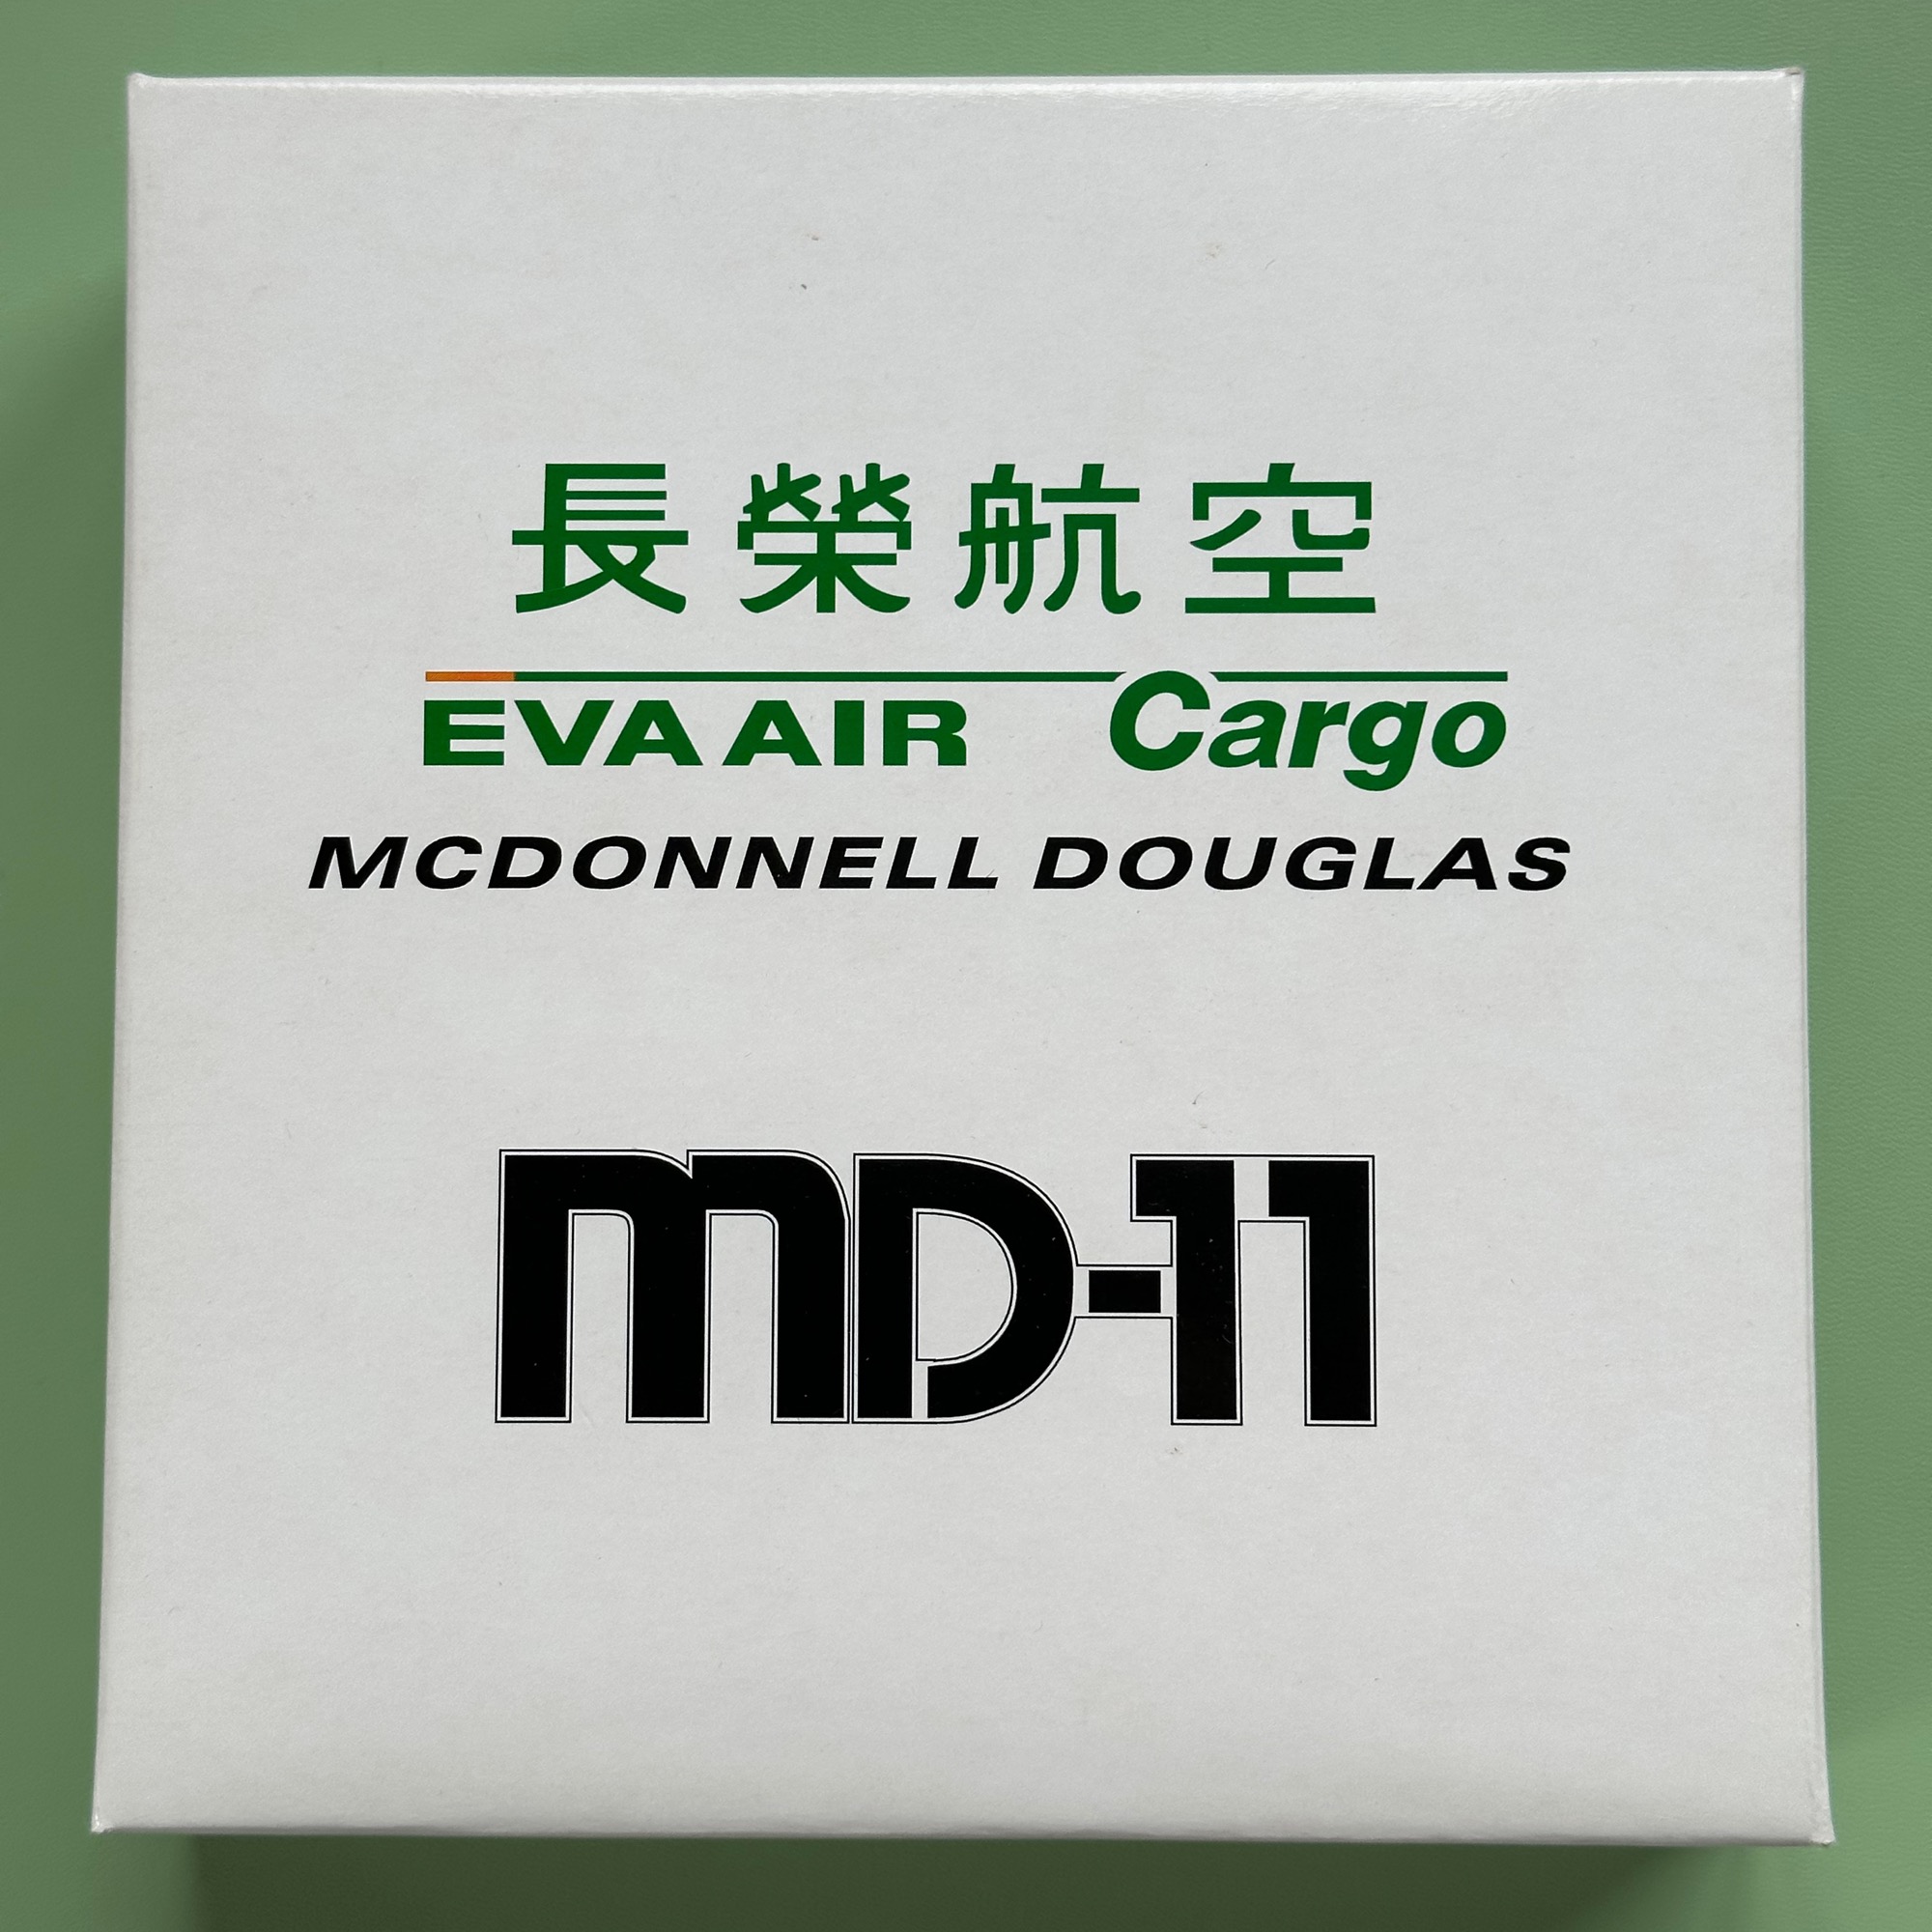 長榮航空
EVA AIR Cargo
MCDONNELL DOUGLAS
MD-11